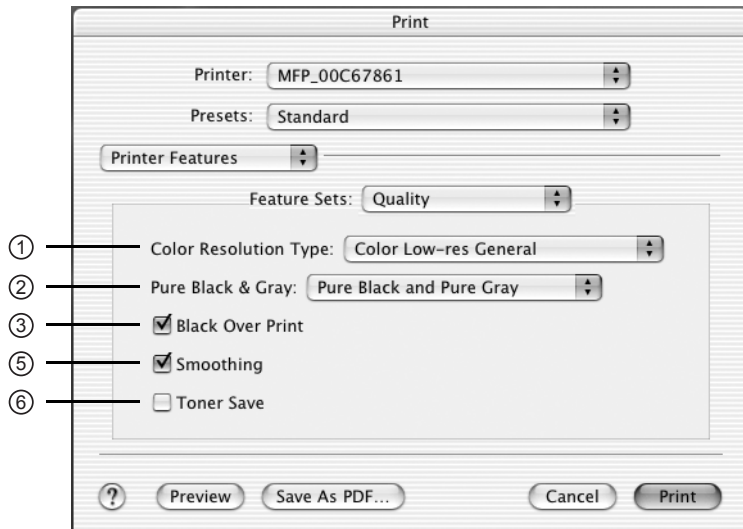 Print
Printer: MFP_00C67861
Presets: Standard
Printer Features
Feature Sets: Quality
① Color Resolution Type: Color Low-res General
② Pure Black & Gray: Pure Black and Pure Gray
③ Black Over Print
⑤ Smoothing
⑥ Toner Save
? Preview Save As PDF... Cancel Print